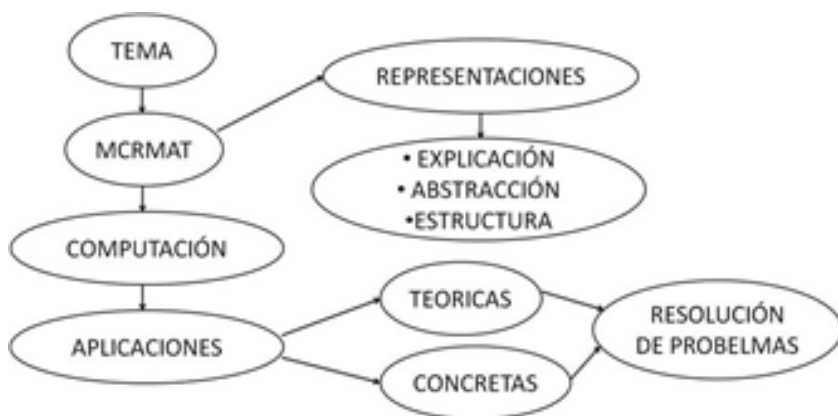 TEMA
REPRESENTACIONES
MCRMAT
• EXPLICACIÓN
• ABSTRACCIÓN
•ESTRUCTURA
COMPUTACIÓN
TEORICAS
APLICACIONES
RESOLUCIÓN
DE PROBELMAS
CONCRETAS